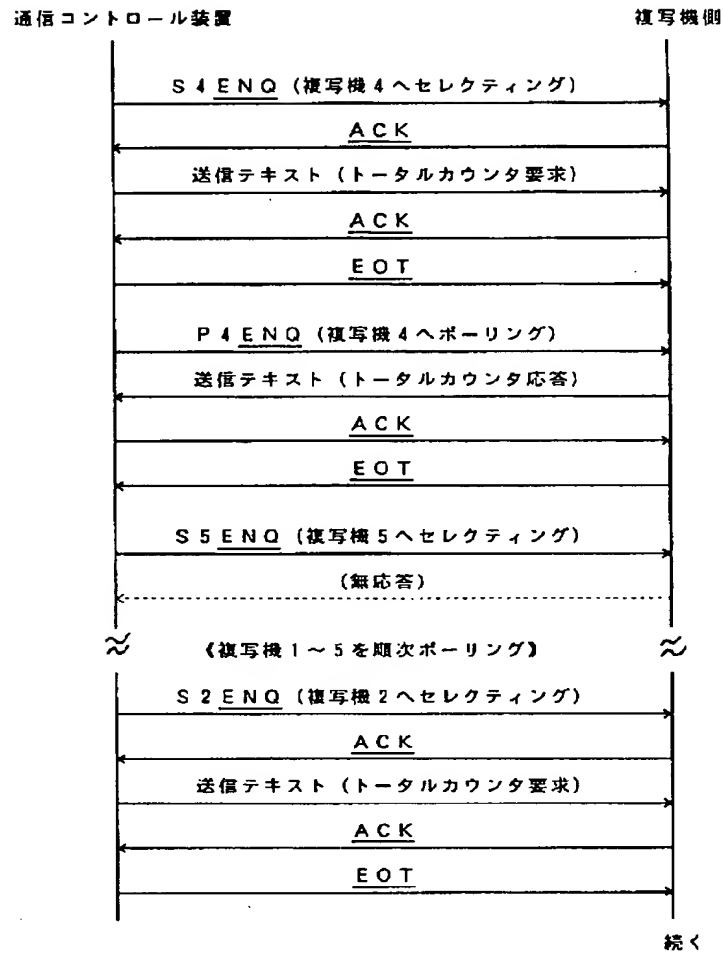 通信コントロール装置 複写機側
S4ENQ (複写機4へセレクティング)
ACK
送信テキスト (トータルカウンタ要求)
ACK
EOT
P4ENQ (複写機4へポーリング)
送信テキスト (トータルカウンタ応答)
ACK
EOT
S5ENQ (複写機5へセレクティング)
(無応答)
《複写機1～5を順次ポーリング》
S2ENQ (複写機2へセレクティング)
ACK
送信テキスト (トータルカウンタ要求)
ACK
EOT
続く